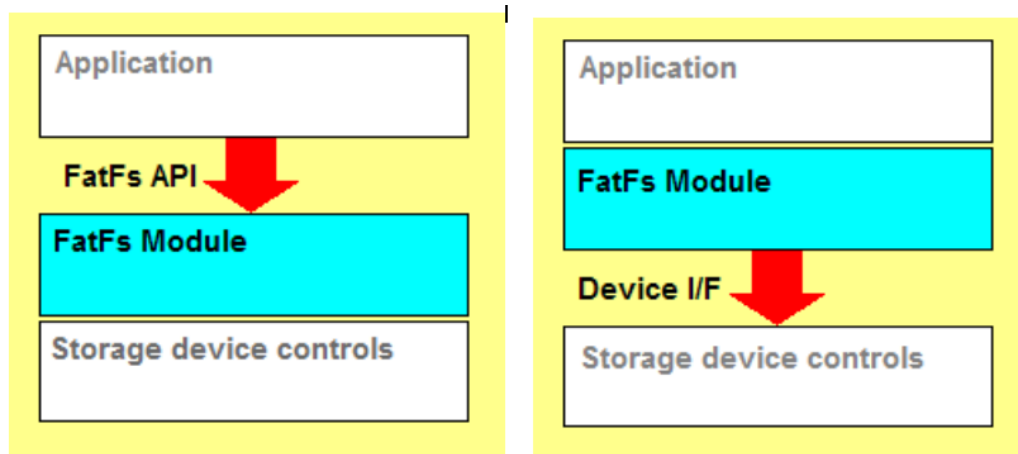 Application
FatFs API
FatFs Module
Storage device controls
Application
FatFs Module
Device I/F
Storage device controls